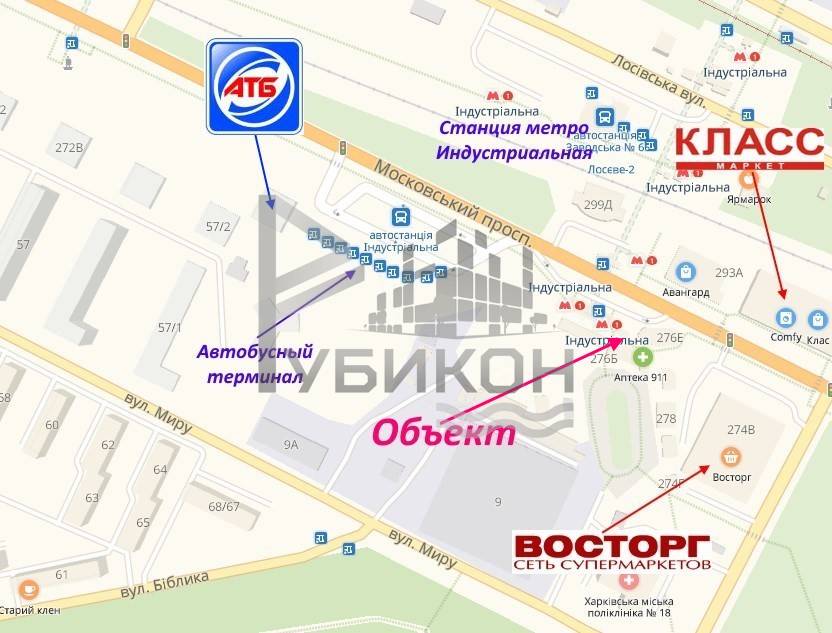 Лосівська вул.
Індустріальна
АТБ
Індустріальна
Станция метро
Индустриальная
автостанція
Заводська № 6
Лосєве-2
КЛАСС
МАРКЕТ
272В
Індустріальна
Ярмарок
Московський просп.
299Д
57/2
57
автостанція
Індустріальна
293А
Авангард
Індустріальна
57/1
Comfy
Клас
Автобусный
терминал
РУБИКОН
Індустріальна
276Е
276Б
Аптека 911
вул. Миру
Объект
278
274В
60
62
9А
64
Восторг
63
65
68/67
274Г
9
вул. Миру
ВОСТОРГ
СЕТЬ СУПЕРМАРКЕТОВ
61
вул. Біблика
Старий клен
Харківська міська
поліклініка № 18